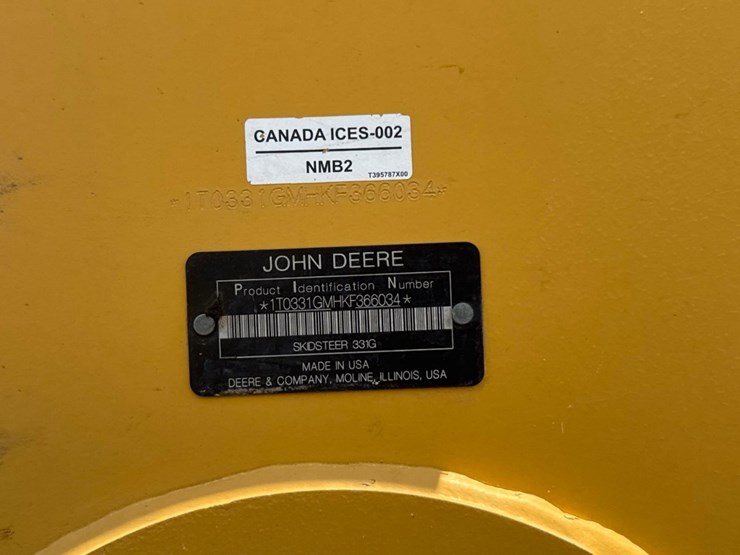 CANADA ICES-002
NMB2
T395787X00
*1T0331GMHKF366034*
JOHN DEERE
Product Identification Number
*1T0331GMHKF366034*
SKIDSTEER 331G
MADE IN USA
DEERE & COMPANY, MOLINE, ILLINOIS, USA